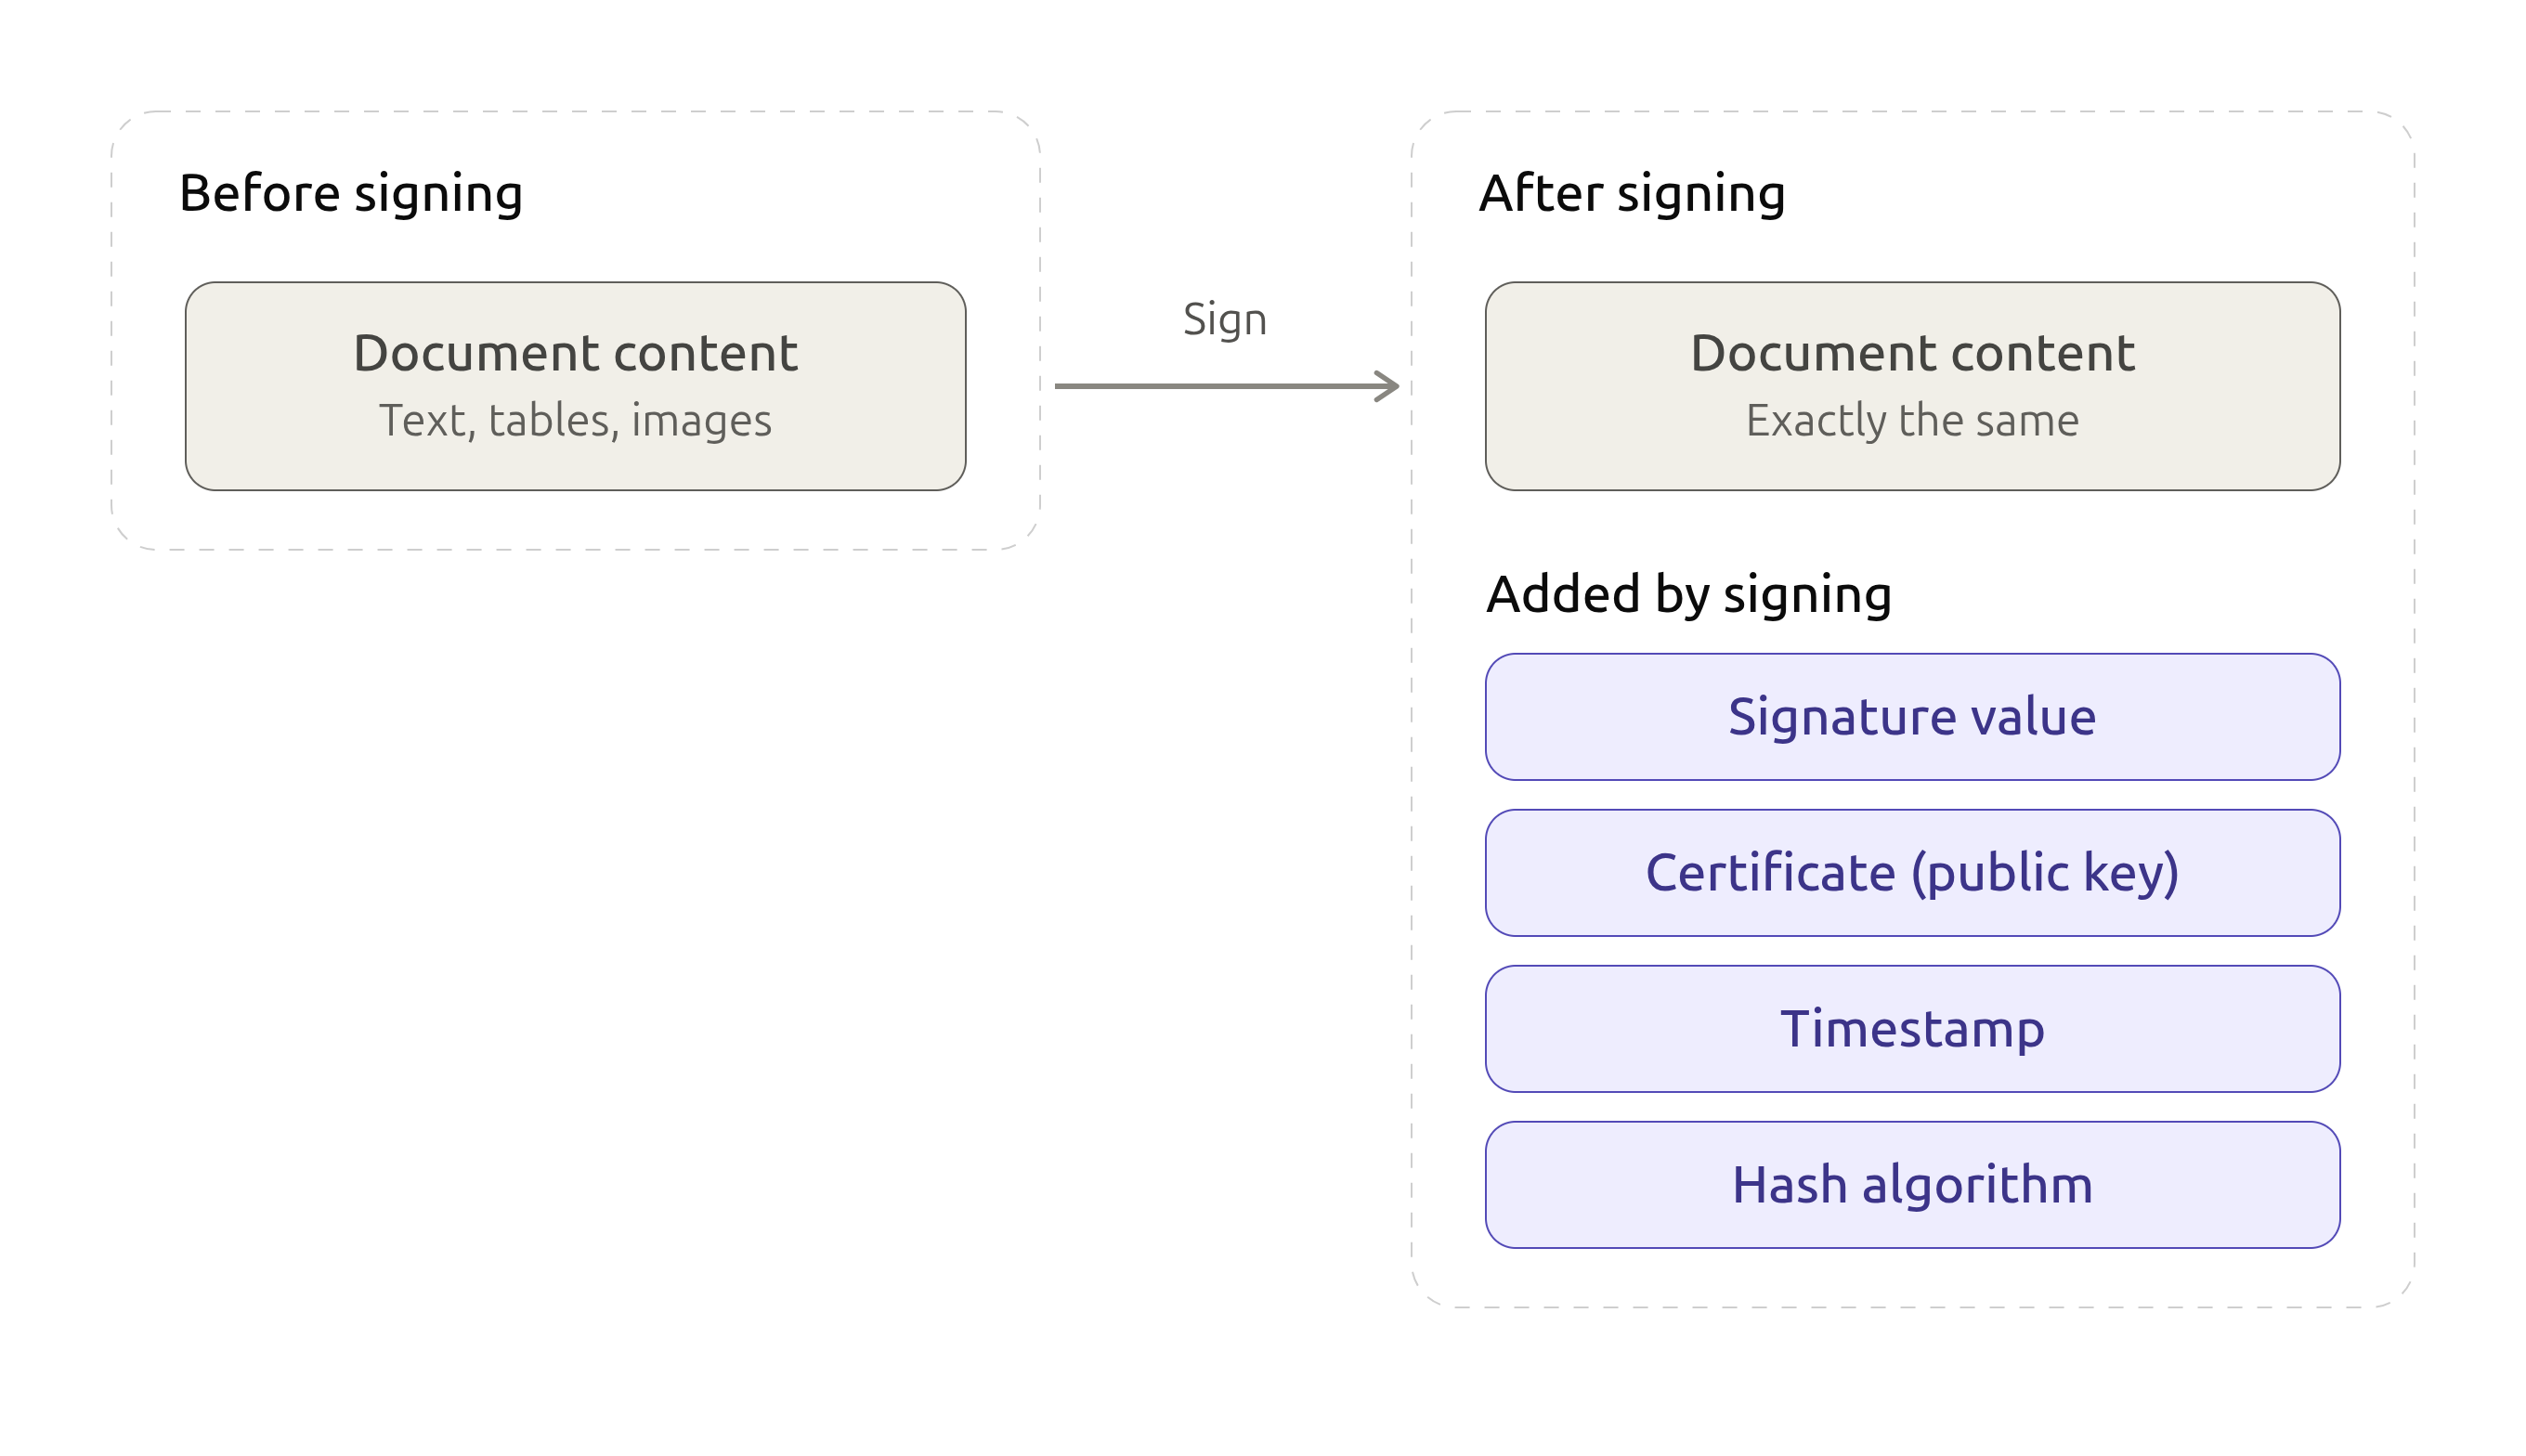 Before signing
Document content
Text, tables, images
Sign
After signing
Document content
Exactly the same
Added by signing
Signature value
Certificate (public key)
Timestamp
Hash algorithm